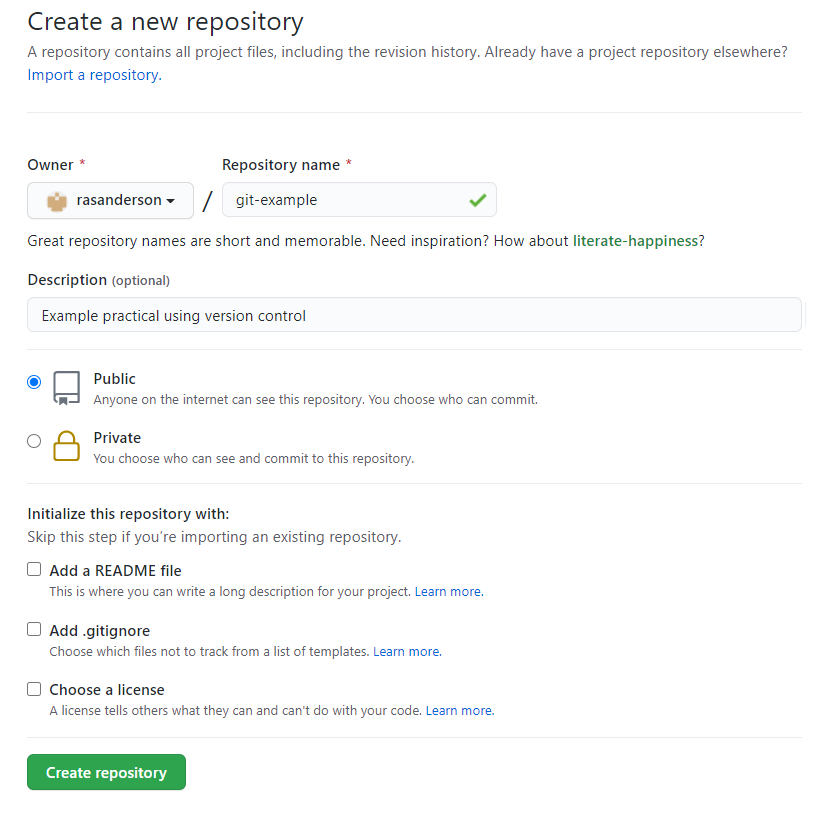 Create a new repository
A repository contains all project files, including the revision history. Already have a project repository elsewhere?
Import a repository.
Owner * Repository name *
rasanderson / git-example
Great repository names are short and memorable. Need inspiration? How about literate-happiness?
Description (optional)
Example practical using version control
Public
Anyone on the internet can see this repository. You choose who can commit.
Private
You choose who can see and commit to this repository.
Initialize this repository with:
Skip this step if you’re importing an existing repository.
Add a README file
This is where you can write a long description for your project. Learn more.
Add .gitignore
Choose which files not to track from a list of templates. Learn more.
Choose a license
A license tells others what they can and can't do with your code. Learn more.
Create repository